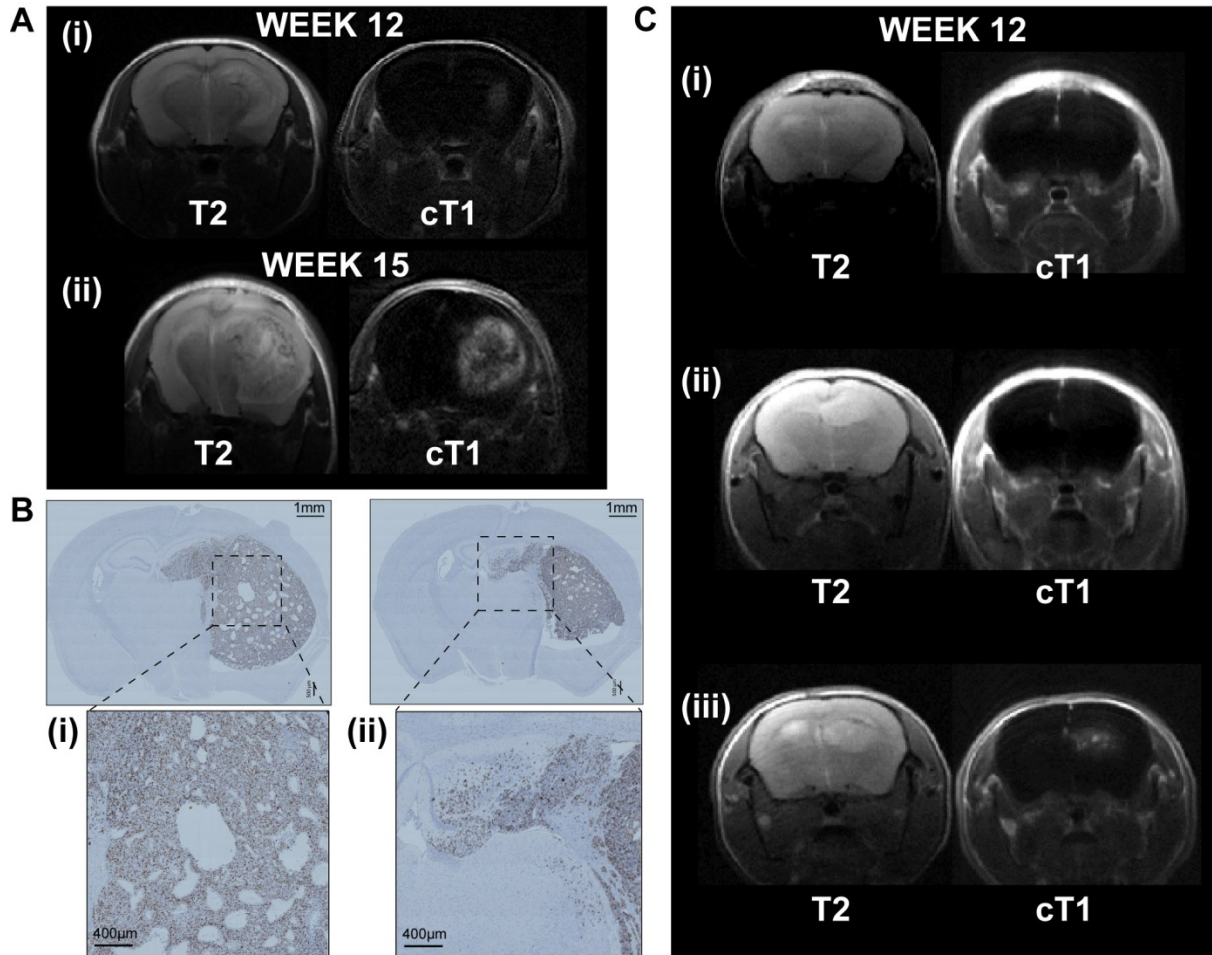 A
(i)
WEEK 12
T2
cT1
WEEK 15
(ii)
T2
cT1
B
1mm
1mm
(i)
400µm
(ii)
400µm
C
WEEK 12
(i)
T2
cT1
(ii)
T2
cT1
(iii)
T2
cT1